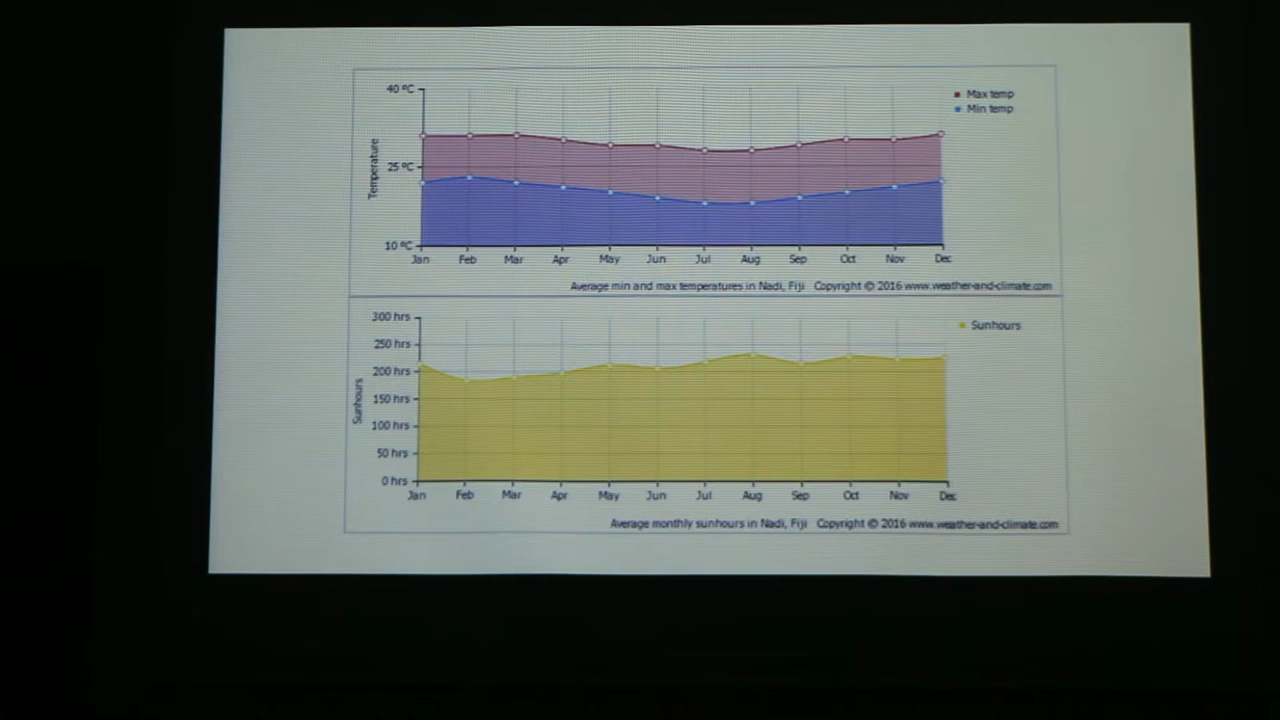 40 ºC
Max temp
Min temp
Temperature
25 ºC
10 ºC
Jan Feb Mar Apr May Jun Jul Aug Sep Oct Nov Dec
Average min and max temperatures in Nadi, Fiji Copyright © 2016 www.weather-and-climate.com
300 hrs
Sunhours
250 hrs
200 hrs
Sunhours
150 hrs
100 hrs
50 hrs
0 hrs
Jan Feb Mar Apr May Jun Jul Aug Sep Oct Nov Dec
Average monthly sunhours in Nadi, Fiji Copyright © 2016 www.weather-and-climate.com